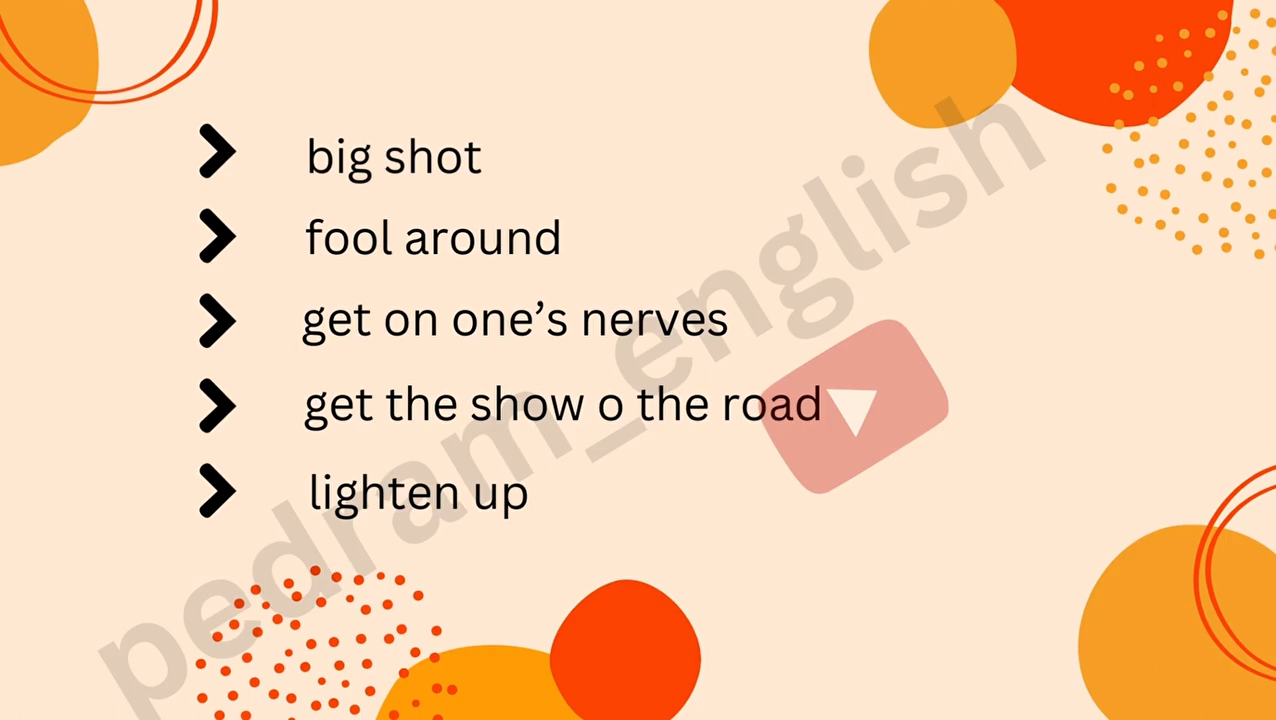 big shot
fool around
get on one’s nerves
get the show o the road
lighten up
pedram_english